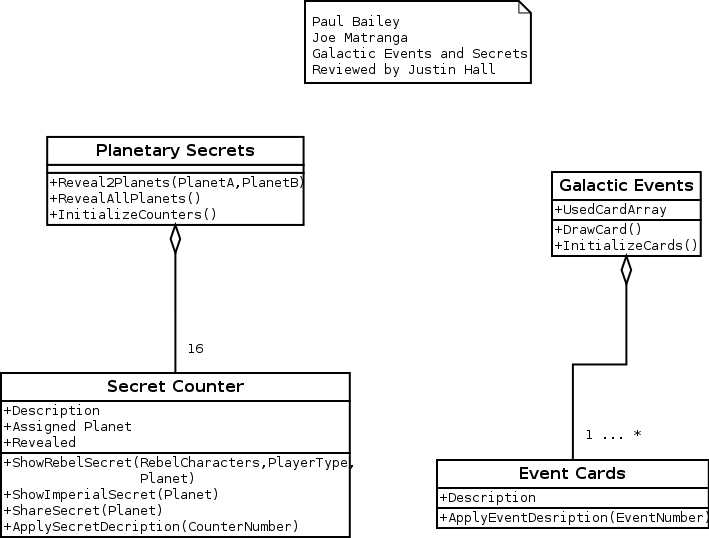 Paul Bailey
Joe Matranga
Galactic Events and Secrets
Reviewed by Justin Hall
Planetary Secrets
+Reveal2Planets(PlanetA,PlanetB)
+RevealAllPlanets()
+InitializeCounters()
Galactic Events
+UsedCardArray
+DrawCard()
+InitializeCards()
16
Secret Counter
+Description
+Assigned Planet
+Revealed
+ShowRebelSecret(RebelCharacters,PlayerType,
Planet)
+ShowImperialSecret(Planet)
+ShareSecret(Planet)
+ApplySecretDecription(CounterNumber)
1 ... *
Event Cards
+Description
+ApplyEventDesription(EventNumber)